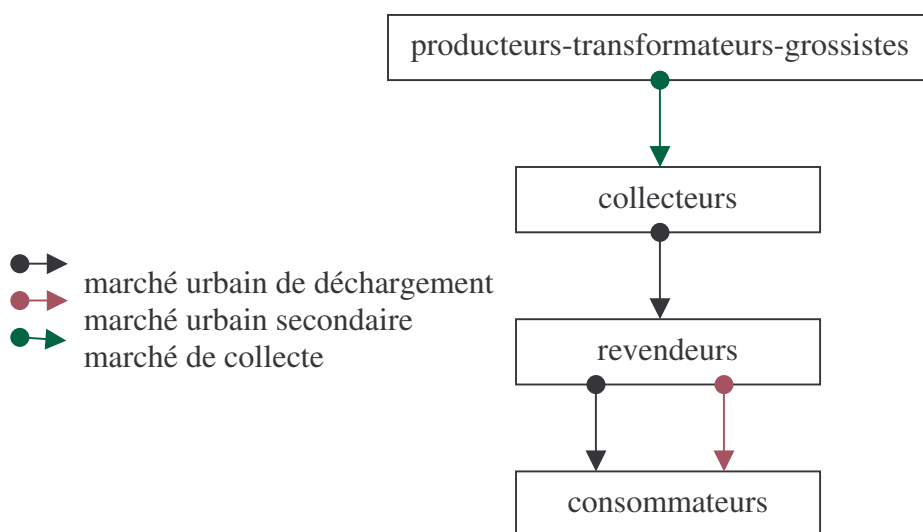 producteurs-transformateurs-grossistes
collecteurs
marché urbain de déchargement
marché urbain secondaire
marché de collecte
revendeurs
consommateurs